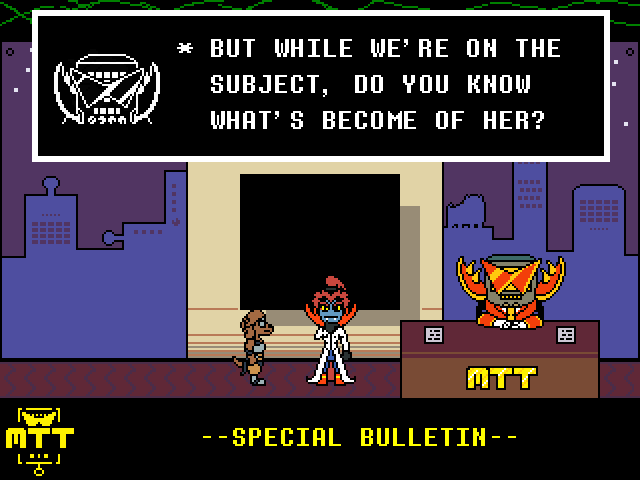 * BUT WHILE WE'RE ON THE
SUBJECT, DO YOU KNOW
WHAT'S BECOME OF HER?
MTT
MTT
--SPECIAL BULLETIN--